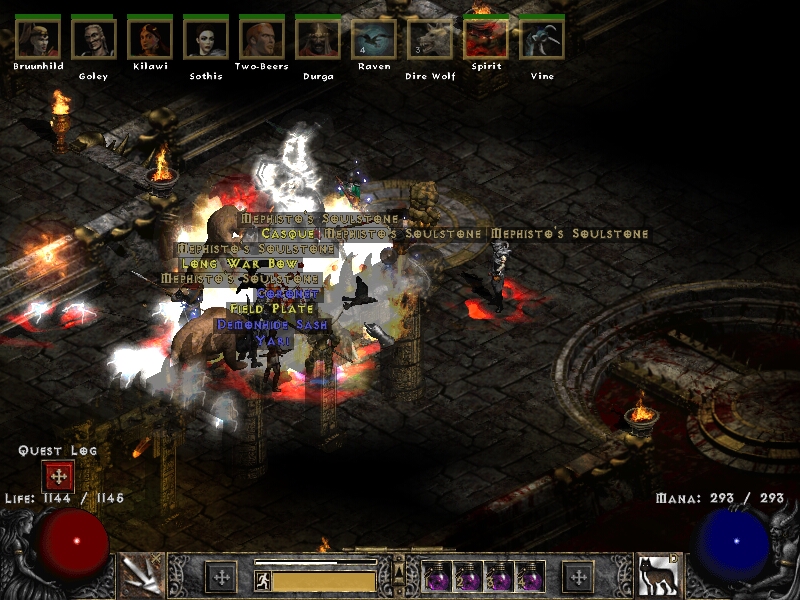 Bruunhild
Goley
Kilawi
Sothis
Two-Beers
Durga
4
Raven
3
Dire Wolf
Spirit
Vine
Mephisto's Soulstone
Casque Mephisto's Soulstone Mephisto's Soulstone
Mephisto's Soulstone
Long War Bow
Mephisto's Soulstone
Coronet
Field Plate
Demonhide Sash
Yari
Quest Log
Life: 1144 / 1145
Mana: 293 / 293